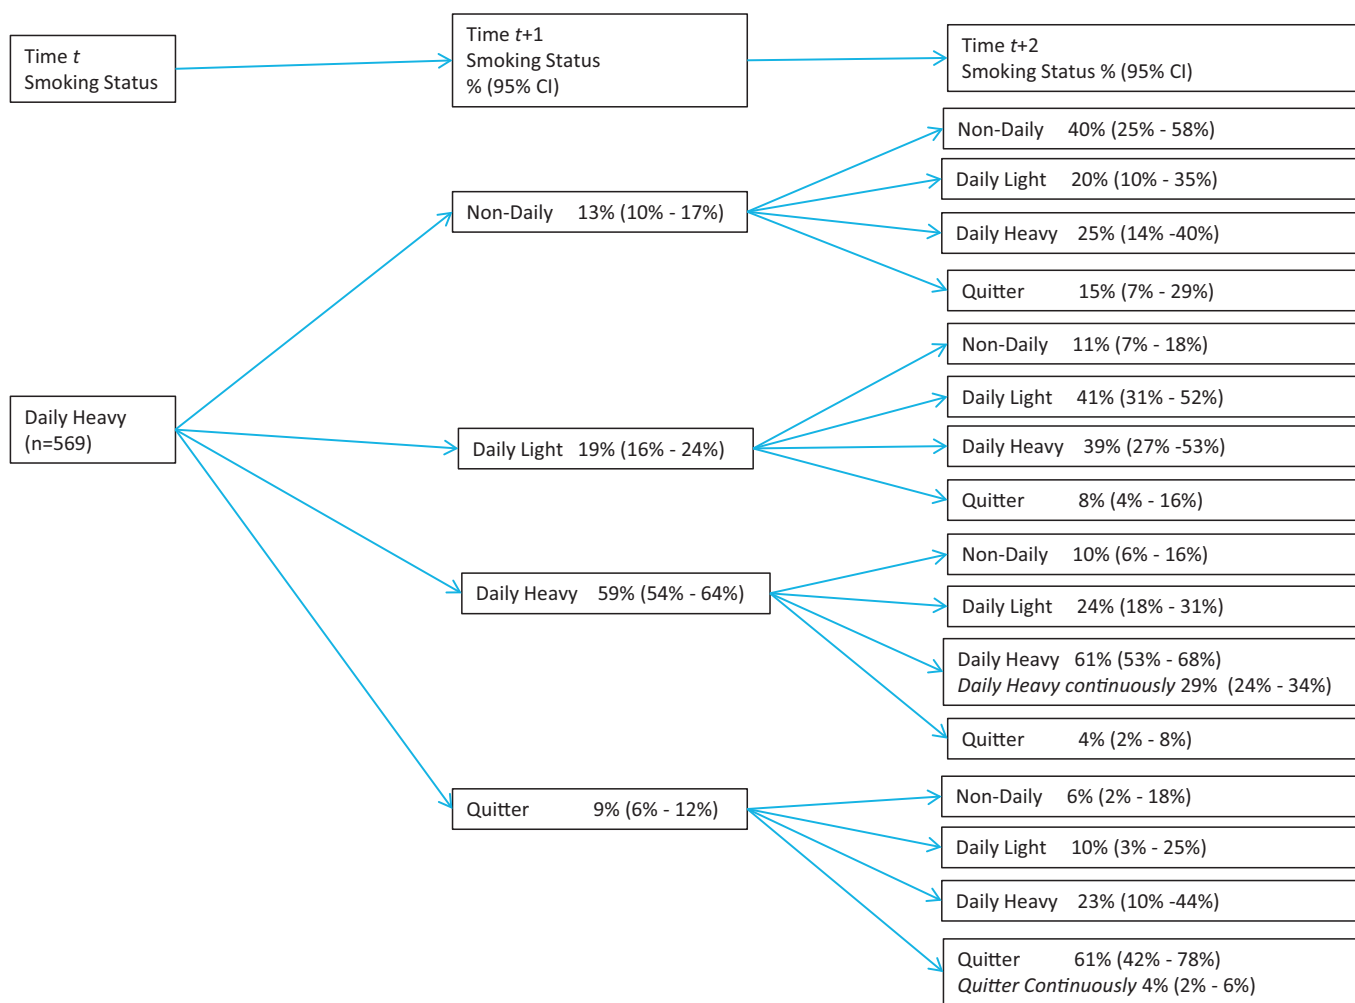 Time t
Smoking Status
Time t+1
Smoking Status
% (95% CI)
Time t+2
Smoking Status % (95% CI)
Daily Heavy
(n=569)
Non-Daily 13% (10% - 17%)
Non-Daily 40% (25% - 58%)
Daily Light 20% (10% - 35%)
Daily Heavy 25% (14% -40%)
Quitter 15% (7% - 29%)
Daily Light 19% (16% - 24%)
Non-Daily 11% (7% - 18%)
Daily Light 41% (31% - 52%)
Daily Heavy 39% (27% -53%)
Quitter 8% (4% - 16%)
Daily Heavy 59% (54% - 64%)
Non-Daily 10% (6% - 16%)
Daily Light 24% (18% - 31%)
Daily Heavy 61% (53% - 68%)
Daily Heavy continuously 29% (24% - 34%)
Quitter 4% (2% - 8%)
Quitter 9% (6% - 12%)
Non-Daily 6% (2% - 18%)
Daily Light 10% (3% - 25%)
Daily Heavy 23% (10% -44%)
Quitter 61% (42% - 78%)
Quitter Continuously 4% (2% - 6%)